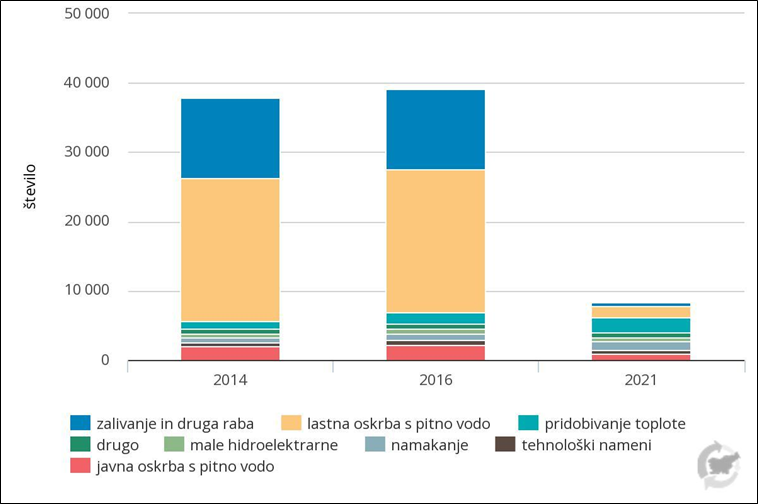 50 000
40 000
30 000
20 000
10 000
0
število
2014 2016 2021
zalivanje in druga raba lastna oskrba s pitno vodo pridobivanje toplote
drugo male hidroelektrarne namakanje tehnološki nameni
javna oskrba s pitno vodo